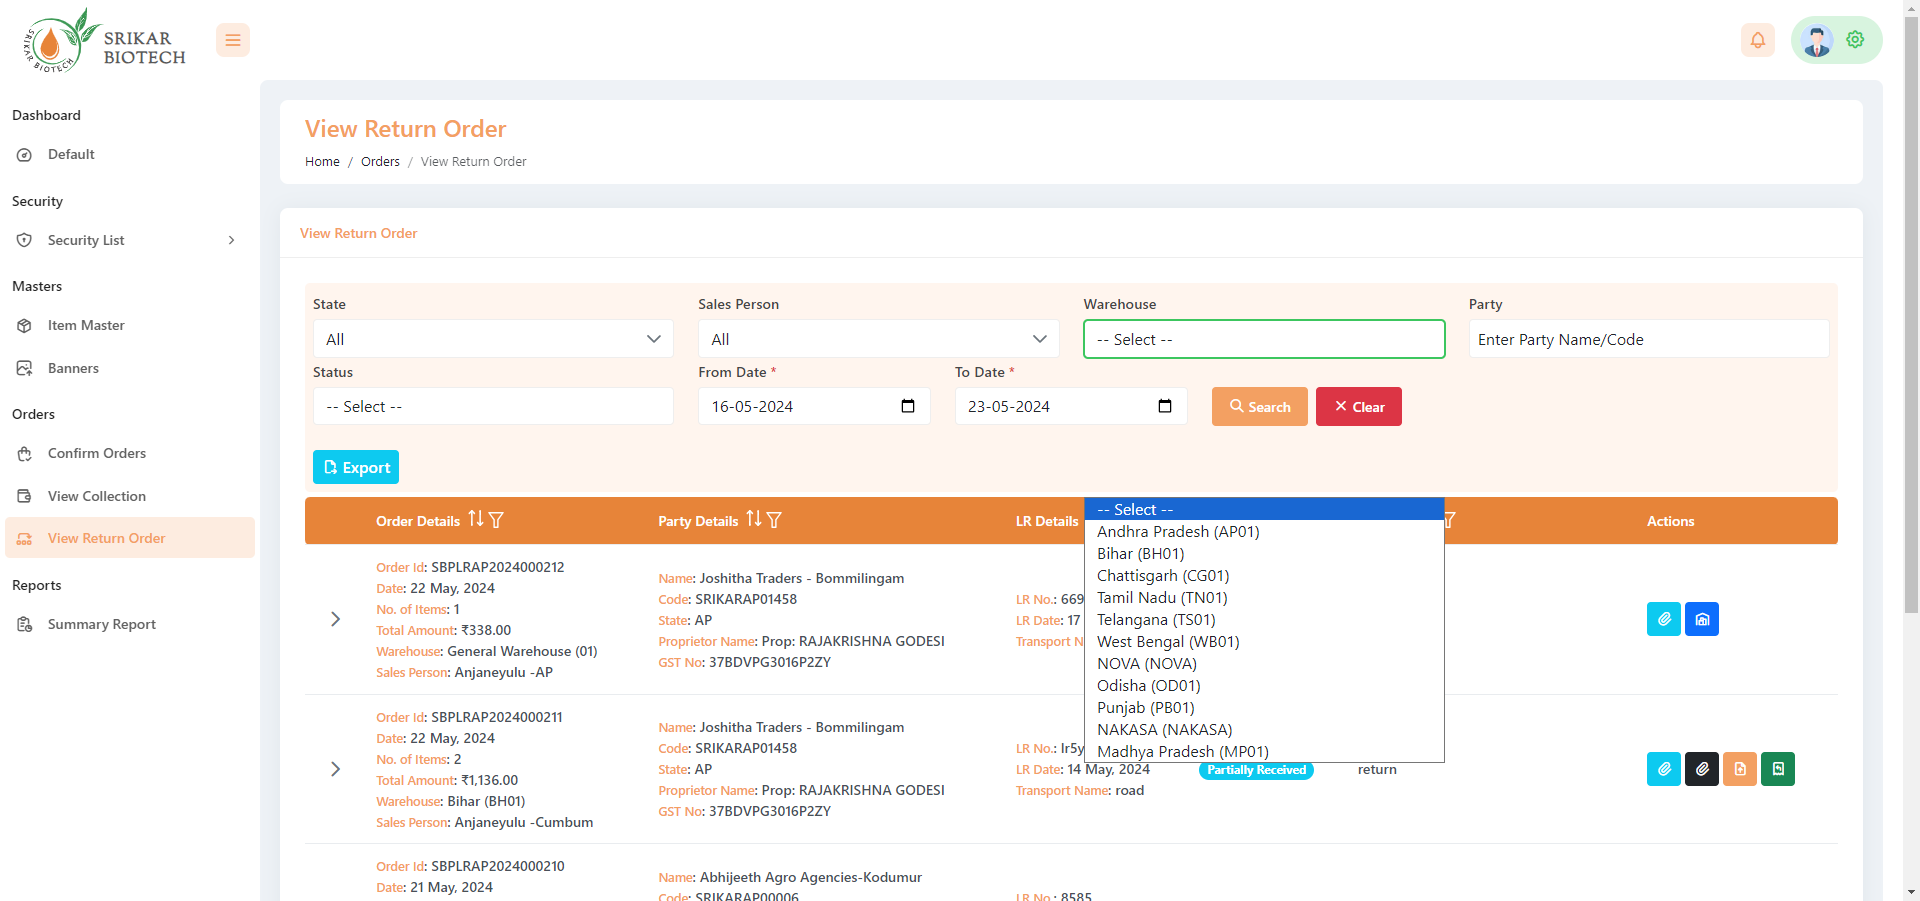 SRIKAR BIOTECH
SRIKAR
BIOTECH
Dashboard
Default
Security
Security List
Masters
Item Master
Banners
Orders
Confirm Orders
View Collection
View Return Order
Reports
Summary Report
View Return Order
Home / Orders / View Return Order
View Return Order
State
All
Sales Person
All
Warehouse
-- Select --
Party
Enter Party Name/Code
Status
-- Select --
From Date *
16-05-2024
To Date *
23-05-2024
Search
Clear
Export
Order Details
Party Details
LR Details
Actions
-- Select --
Andhra Pradesh (AP01)
Bihar (BH01)
Chattisgarh (CG01)
Tamil Nadu (TN01)
Telangana (TS01)
West Bengal (WB01)
NOVA (NOVA)
Odisha (OD01)
Punjab (PB01)
NAKASA (NAKASA)
Madhya Pradesh (MP01)
Order Id: SBPLRAP2024000212
Date: 22 May, 2024
No. of Items: 1
Total Amount: ₹338.00
Warehouse: General Warehouse (01)
Sales Person: Anjaneyulu -AP
Name: Joshitha Traders - Bommilingam
Code: SRIKARAP01458
State: AP
Proprietor Name: Prop: RAJAKRISHNA GODESI
GST No: 37BDVPG3016P2ZY
LR No.: 669
LR Date: 17
Transport N
Order Id: SBPLRAP2024000211
Date: 22 May, 2024
No. of Items: 2
Total Amount: ₹1,136.00
Warehouse: Bihar (BH01)
Sales Person: Anjaneyulu -Cumbum
Name: Joshitha Traders - Bommilingam
Code: SRIKARAP01458
State: AP
Proprietor Name: Prop: RAJAKRISHNA GODESI
GST No: 37BDVPG3016P2ZY
LR No.: lr5y
LR Date: 14 May, 2024
Transport Name: road
Partially Received
return
Order Id: SBPLRAP2024000210
Date: 21 May, 2024
Name: Abhijeeth Agro Agencies-Kodumur
Code: SRIKARAP00006
LR No.: 8585